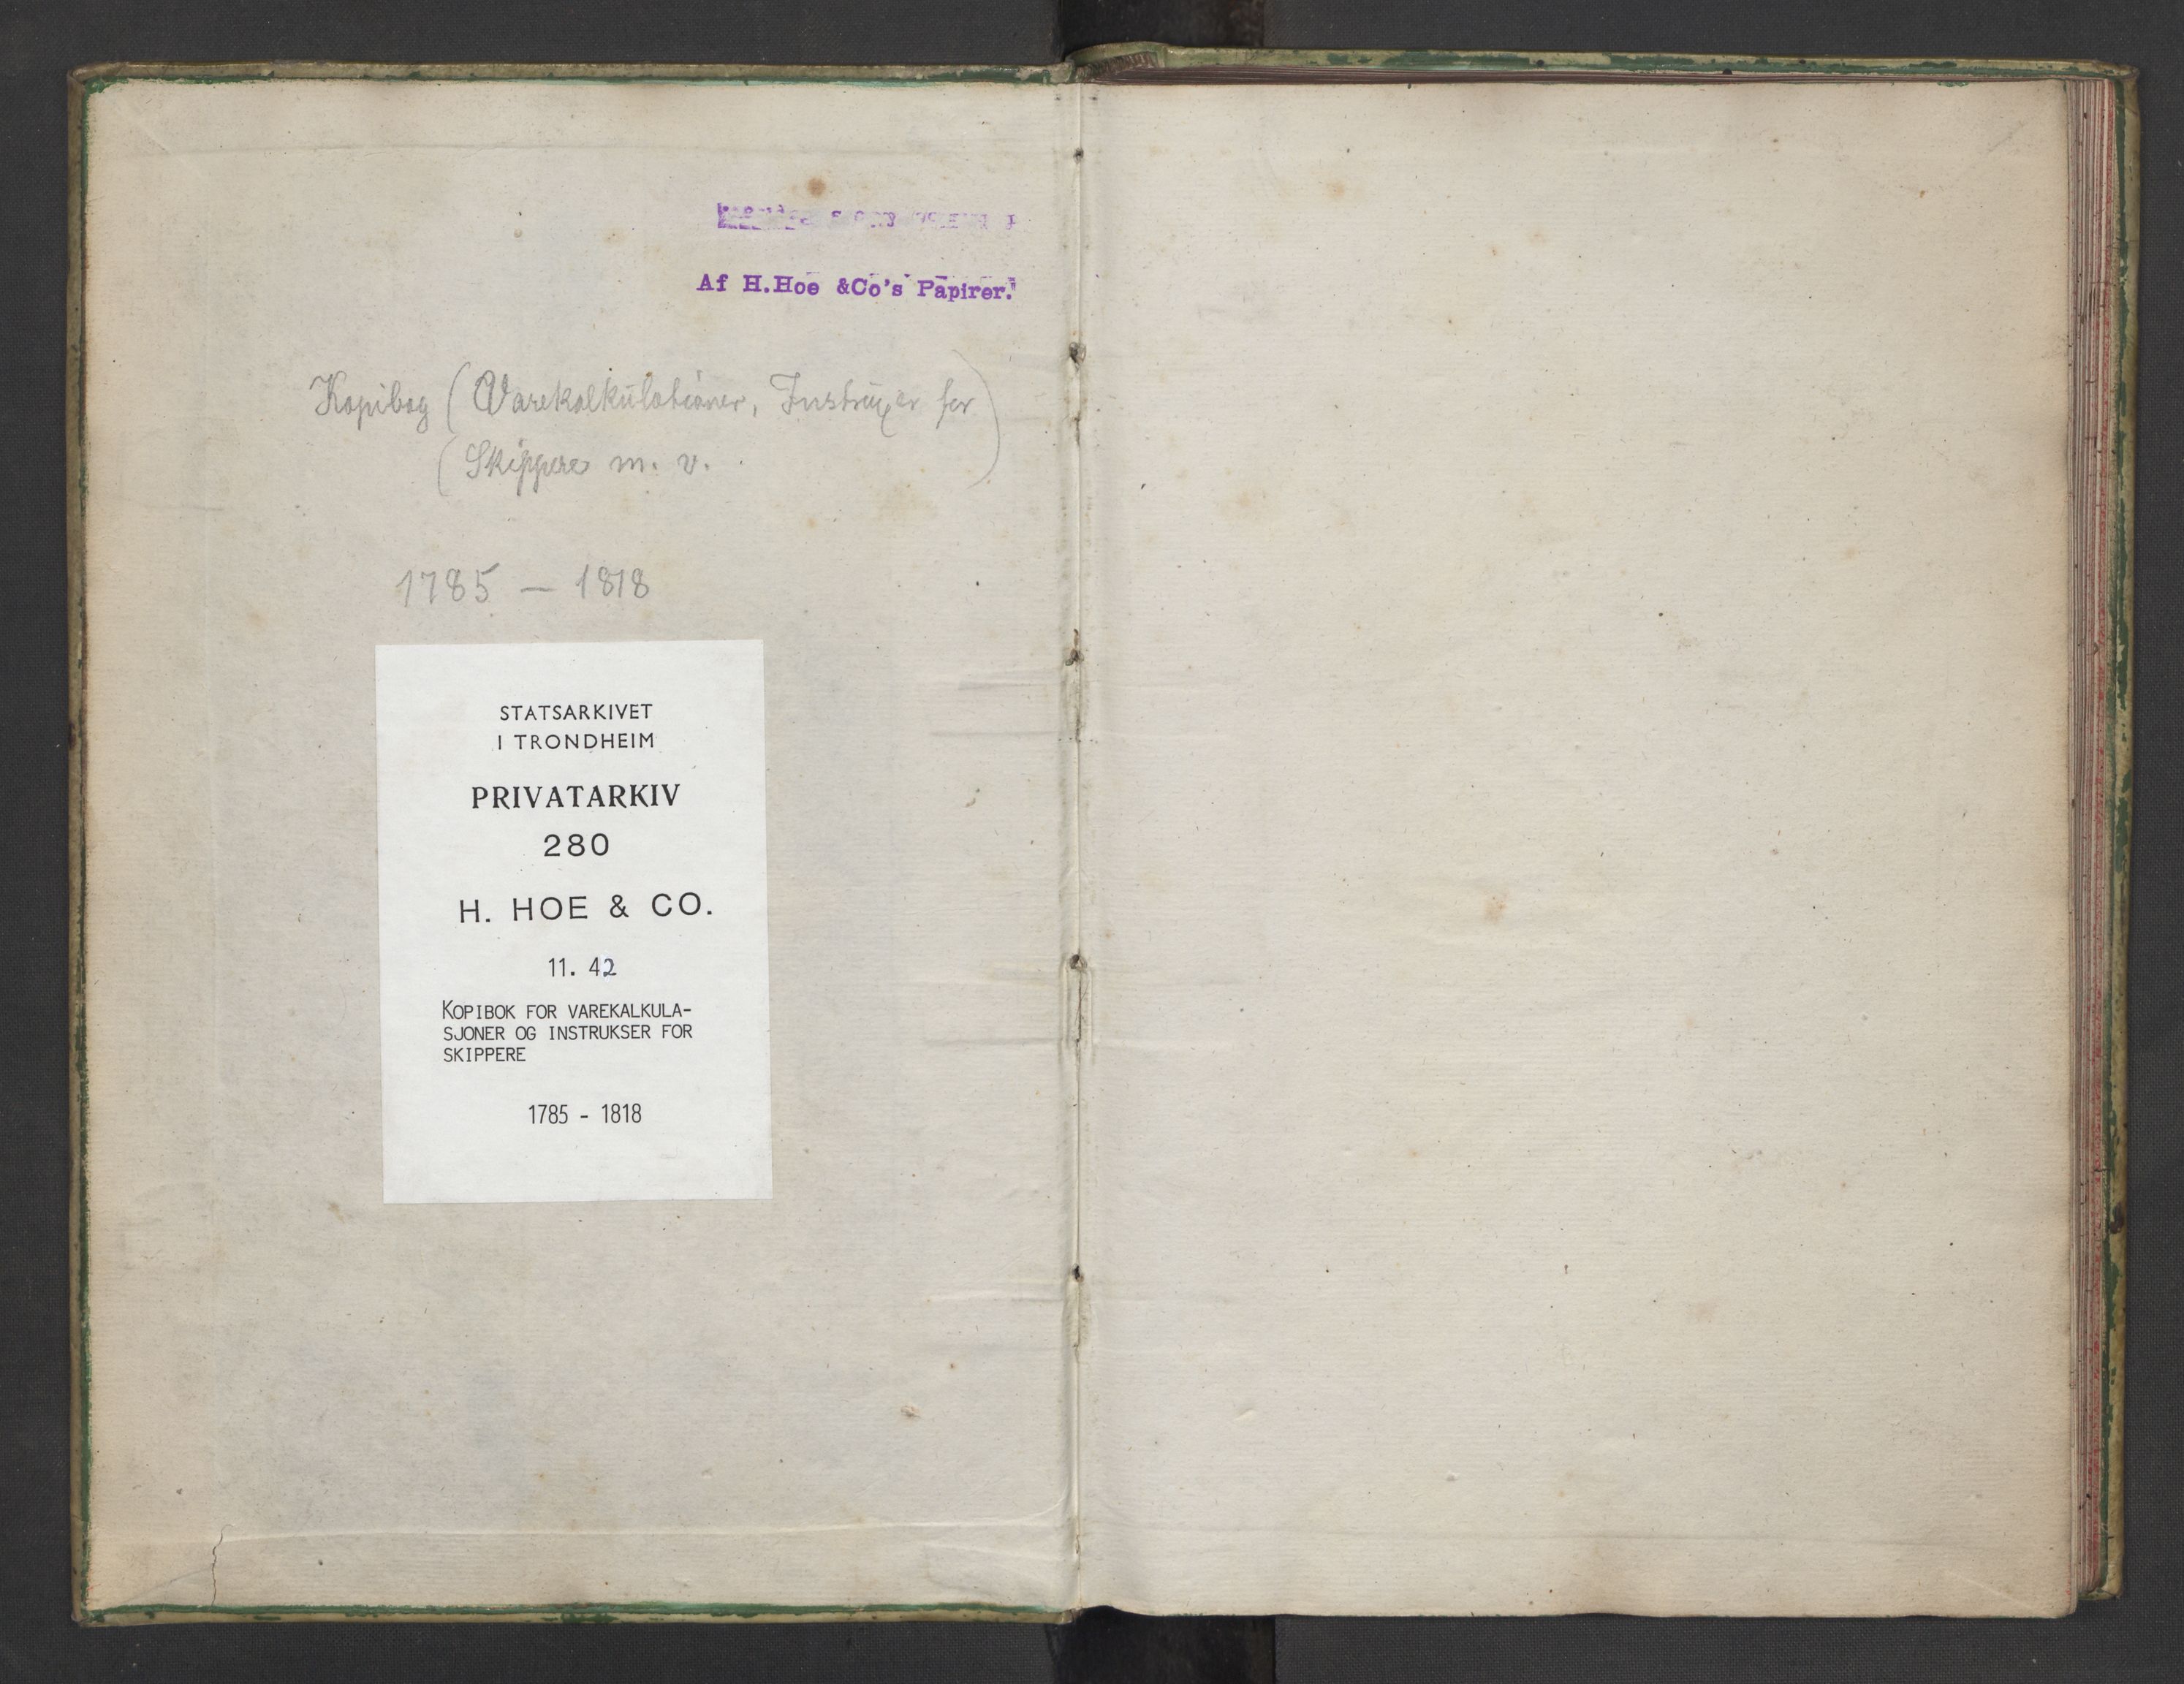 Af H.Hoe &Co's Papirer.
Kopibog (Varekalkulationer, Instruxer for)
(Skippere m. v.
1785 – 1818
STATSARKIVET
I TRONDHEIM
PRIVATARKIV
280
H. HOE & CO.
11. 42
KOPIBOK FOR VAREKALKULA-
SJONER OG INSTRUKSER FOR
SKIPPERE
1785 - 1818